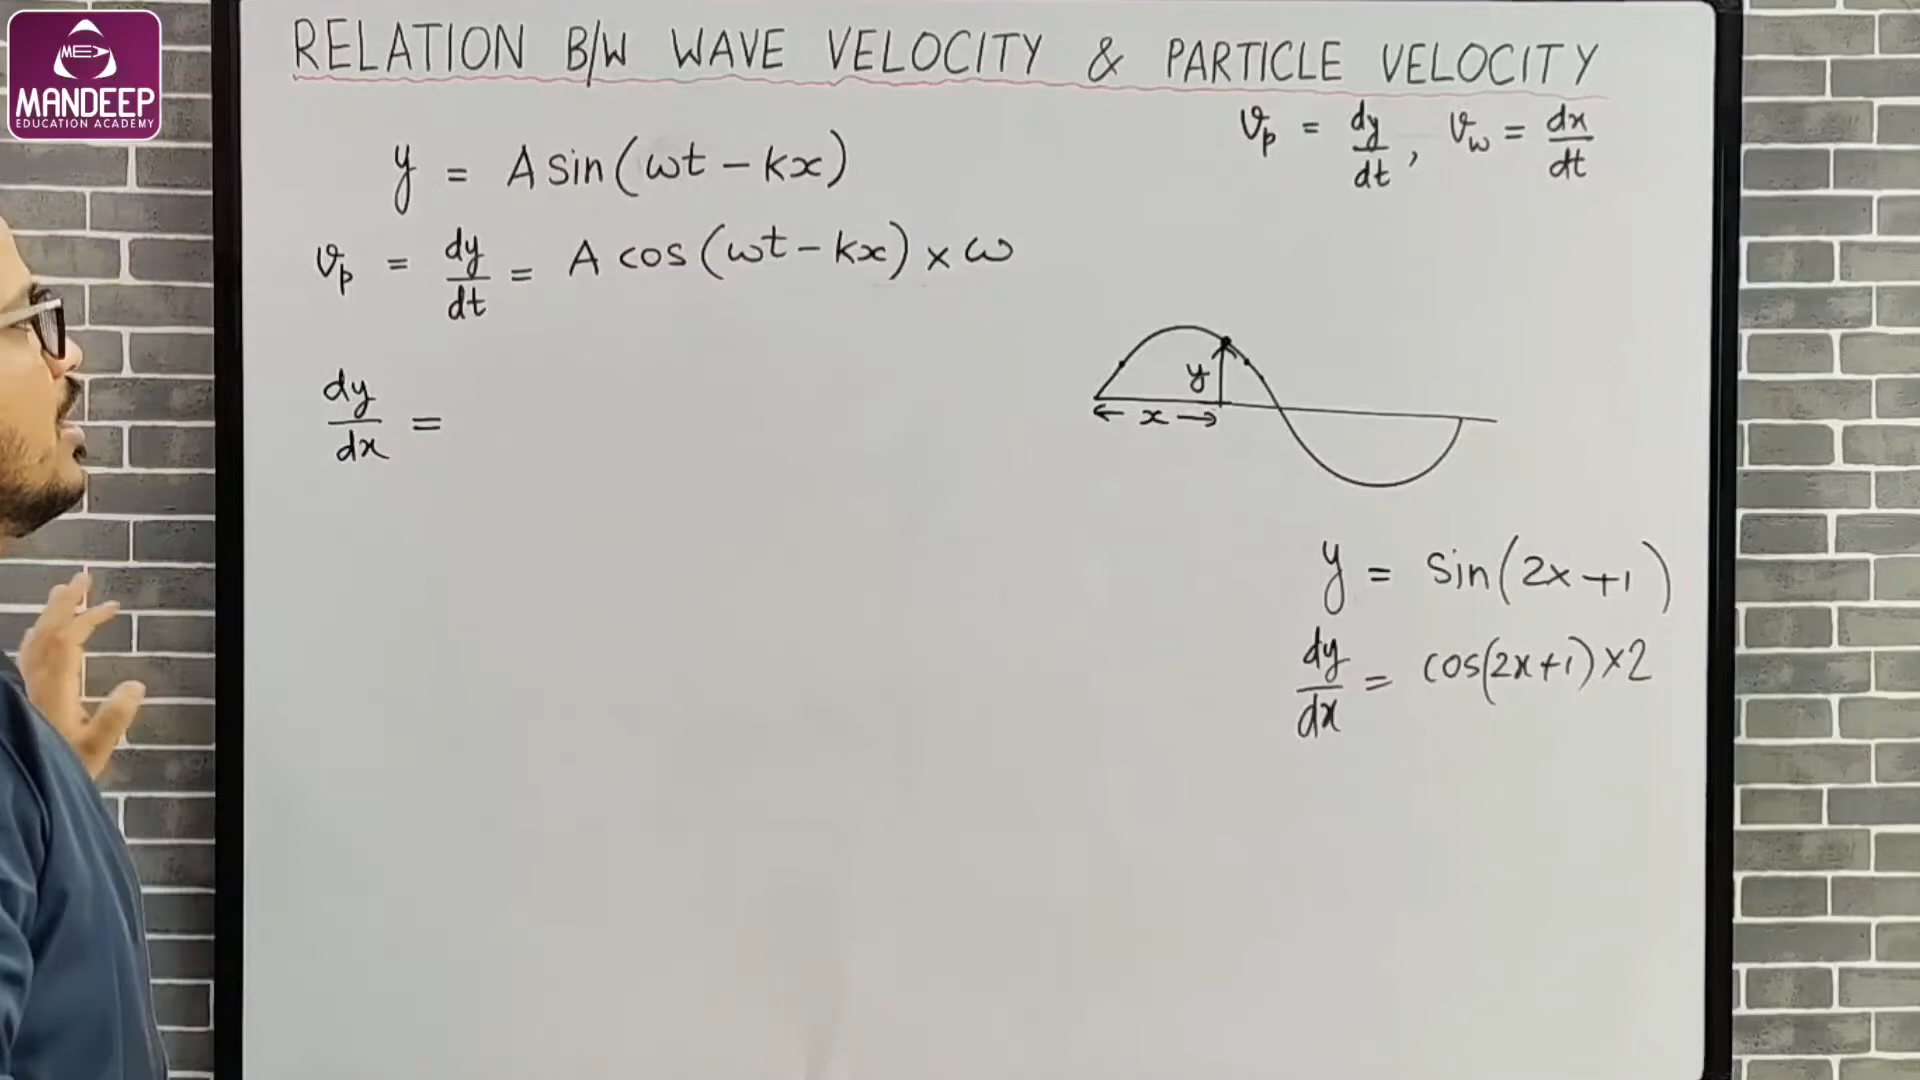 MED
MANDEEP
EDUCATION ACADEMY
RELATION B/W WAVE VELOCITY & PARTICLE VELOCITY
vp = dy/dt, vw = dx/dt
y = A sin(ωt - kx)
vp = dy/dt = A cos(ωt - kx) × ω
dy/dx =
y
← x →
y = sin(2x+1)
dy/dx = cos(2x+1)×2